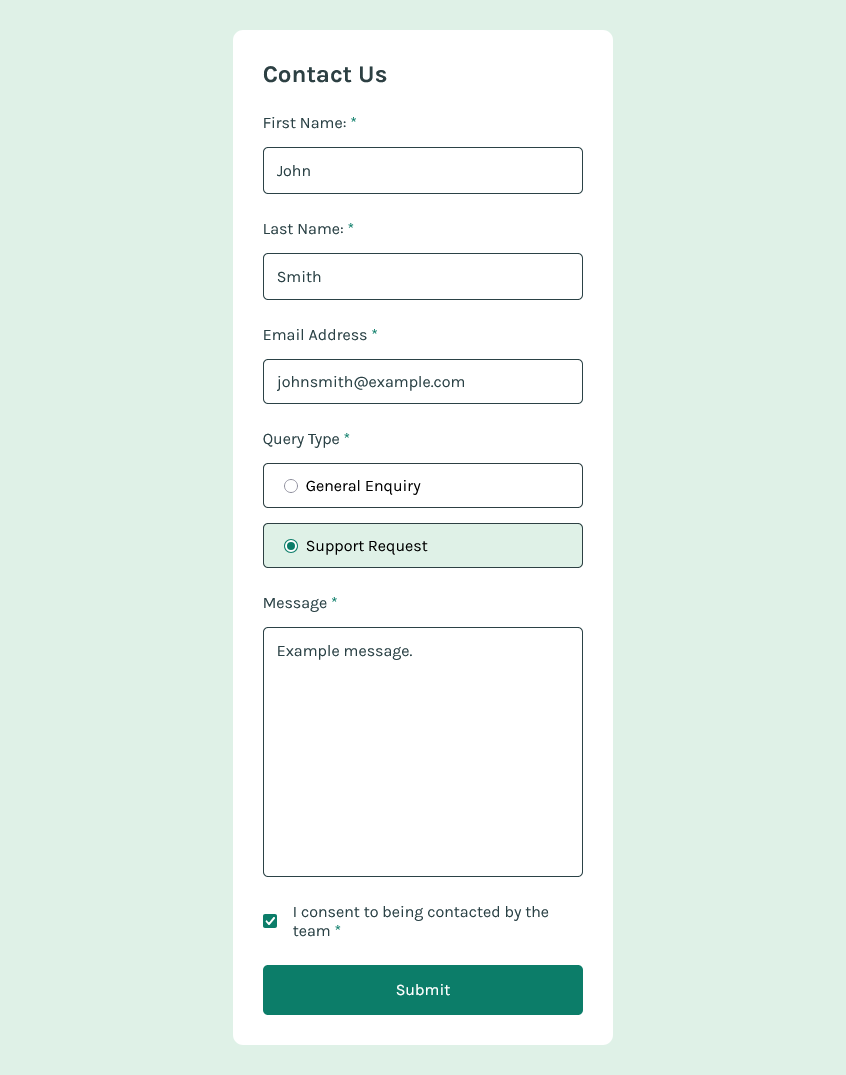 Contact Us
First Name: *
John
Last Name: *
Smith
Email Address *
johnsmith@example.com
Query Type *
General Enquiry
Support Request
Message *
Example message.
I consent to being contacted by the
team *
Submit